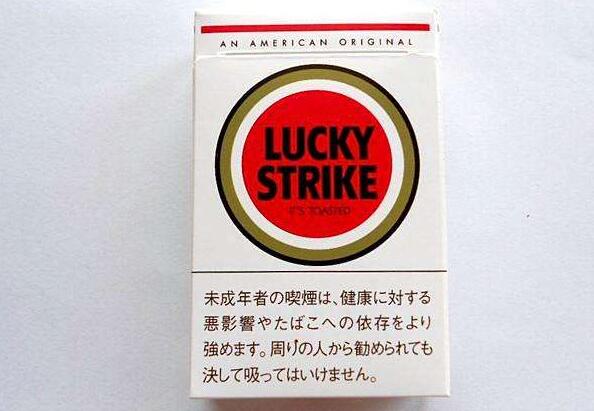 AN AMERICAN ORIGINAL
LUCKY
STRIKE
IT'S TOASTED
未成年者の喫煙は、健康に対する
悪影響やたばこへの依存をより
強めます。周りの人から勧められても
決して吸ってはいけません。